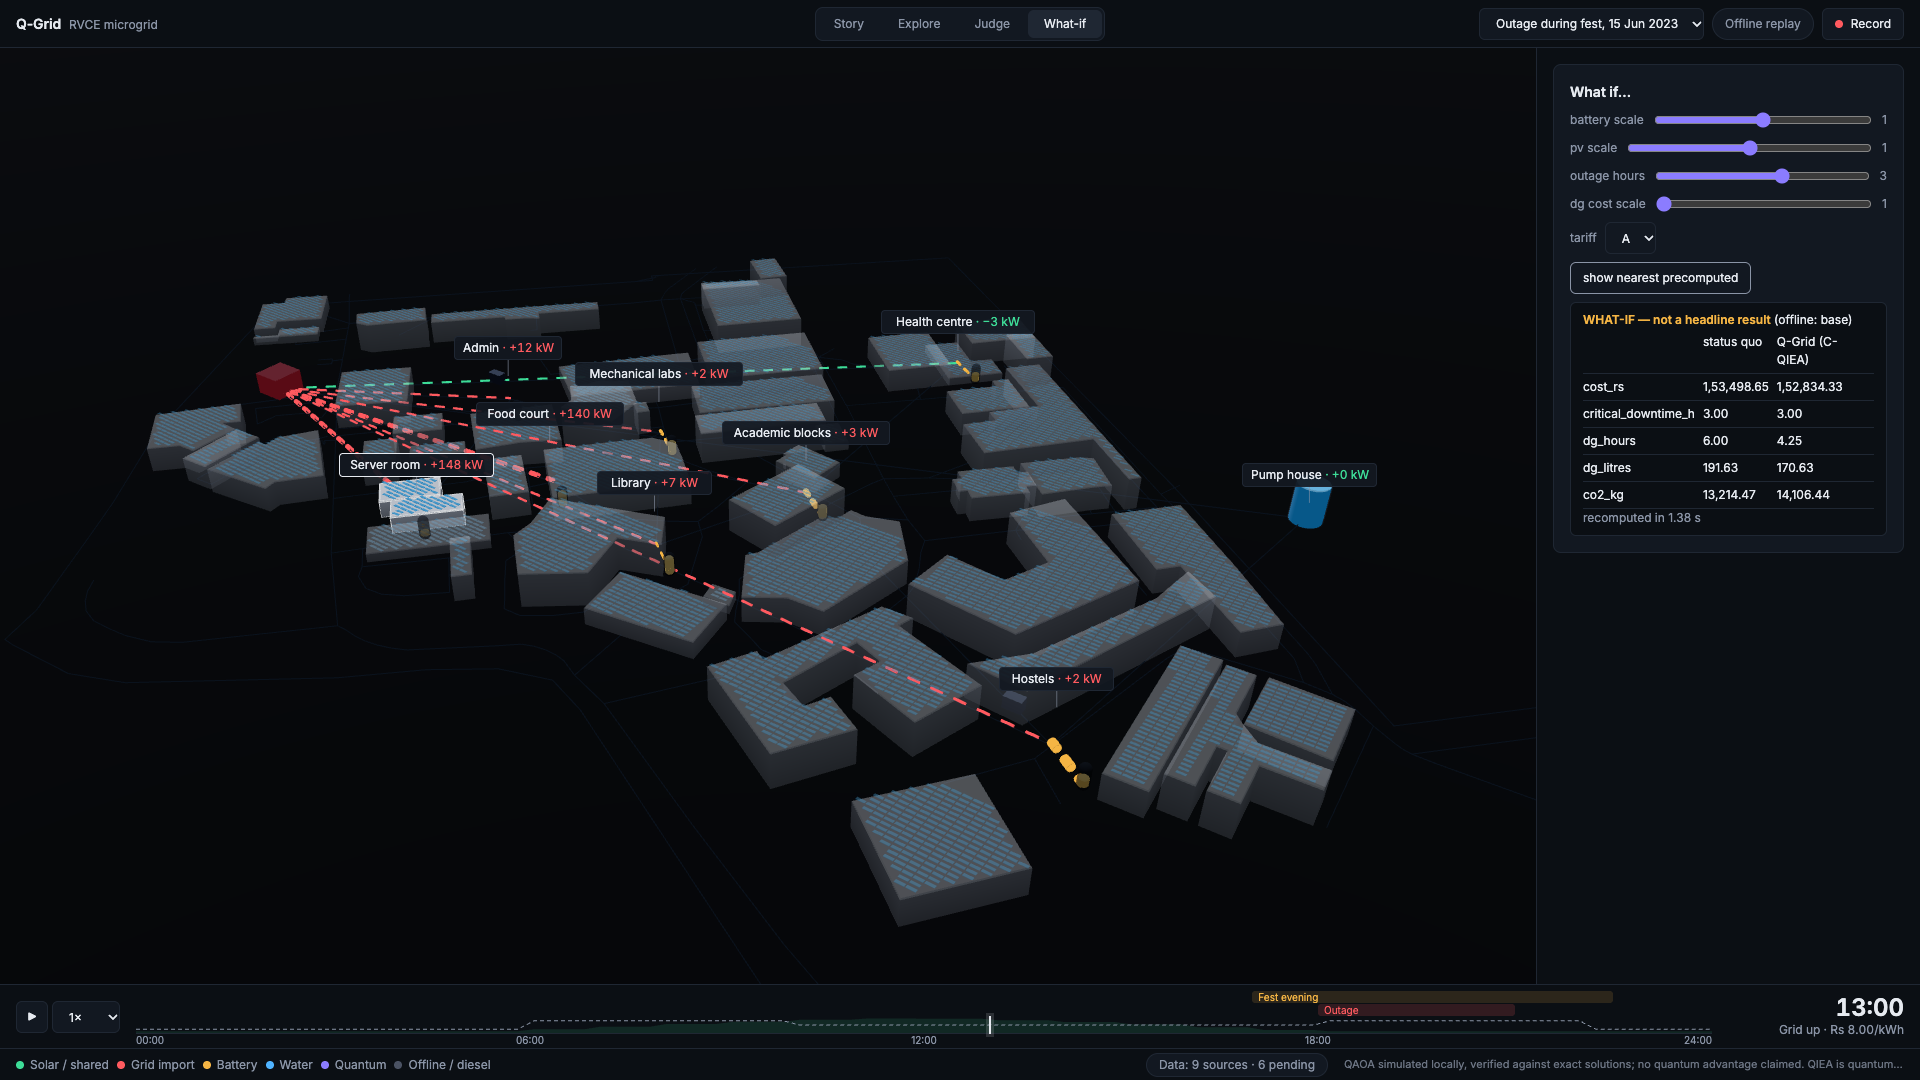 Q-Grid RVCE microgrid
Story Explore Judge What-if
Outage during fest, 15 Jun 2023
Offline replay
Record
What if...
battery scale 1
pv scale 1
outage hours 3
dg cost scale 1
tariff A
show nearest precomputed
WHAT-IF — not a headline result (offline: base)
status quo Q-Grid (C-
QIEA)
cost_rs 1,53,498.65 1,52,834.33
critical_downtime_h 3.00 3.00
dg_hours 6.00 4.25
dg_litres 191.63 170.63
co2_kg 13,214.47 14,106.44
recomputed in 1.38 s
Health centre · −3 kW
Admin · +12 kW
Mechanical labs · +2 kW
Food court · +140 kW
Academic blocks · +3 kW
Server room · +148 kW
Library · +7 kW
Pump house · +0 kW
Hostels · +2 kW
1×
Fest evening
Outage
00:00 06:00 12:00 18:00 24:00
13:00
Grid up · Rs 8.00/kWh
Solar / shared Grid import Battery Water Quantum Offline / diesel
Data: 9 sources · 6 pending
QAOA simulated locally, verified against exact solutions; no quantum advantage claimed. QIEA is quantum...